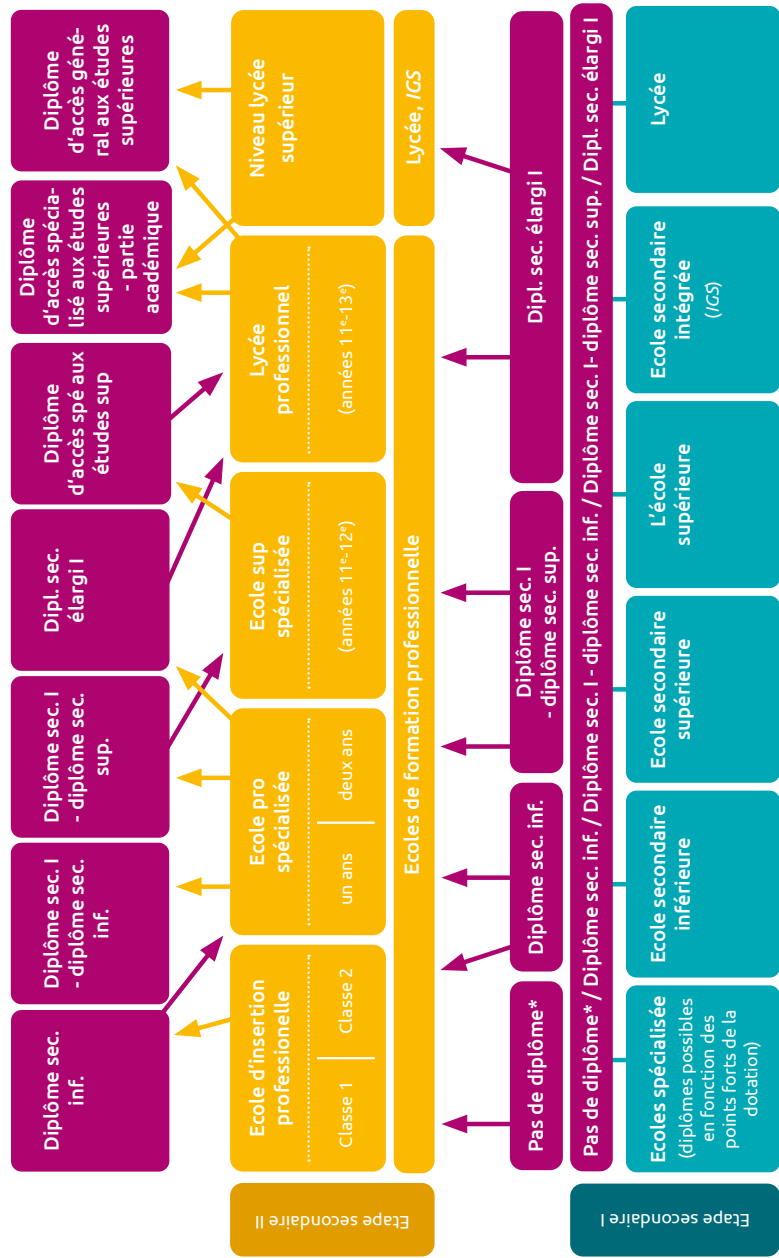 Diplôme sec.
inf.
Diplôme sec. I
- diplôme sec.
inf.
Diplôme sec. I
- diplôme sec.
sup.
Dipl. sec.
élargi I
Diplôme
d'accès spé aux
études sup
Diplôme
d'accès spécia-
lisé aux études
supérieures
- partie
académique
Diplôme
d'accès géné-
ral aux études
supérieures
Etape secondaire II
Ecole d'insertion
professionelle
Classe 1
Classe 2
Ecole pro
spécialisée
un ans
deux ans
Ecole sup
spécialisée
(années 11e-12e)
Lycée
professionnel
(années 11e-13e)
Niveau lycée
supérieur
Ecoles de formation professionnelle
Lycée, IGS
Pas de diplôme*
Diplôme sec. inf.
Diplôme sec. I
- diplôme sec. sup.
Dipl. sec. élargi I
Pas de diplôme* / Diplôme sec. inf. / Diplôme sec. I - diplôme sec. inf. / Diplôme sec. I- diplôme sec. sup. / Dipl. sec. élargi I
Etape secondaire I
Ecoles spécialisée
(diplômes possibles
en fonction des
points forts de la
dotation)
Ecole secondaire
inférieure
Ecole secondaire
supérieure
L'école
supérieure
Ecole secondaire
intégrée
(IGS)
Lycée